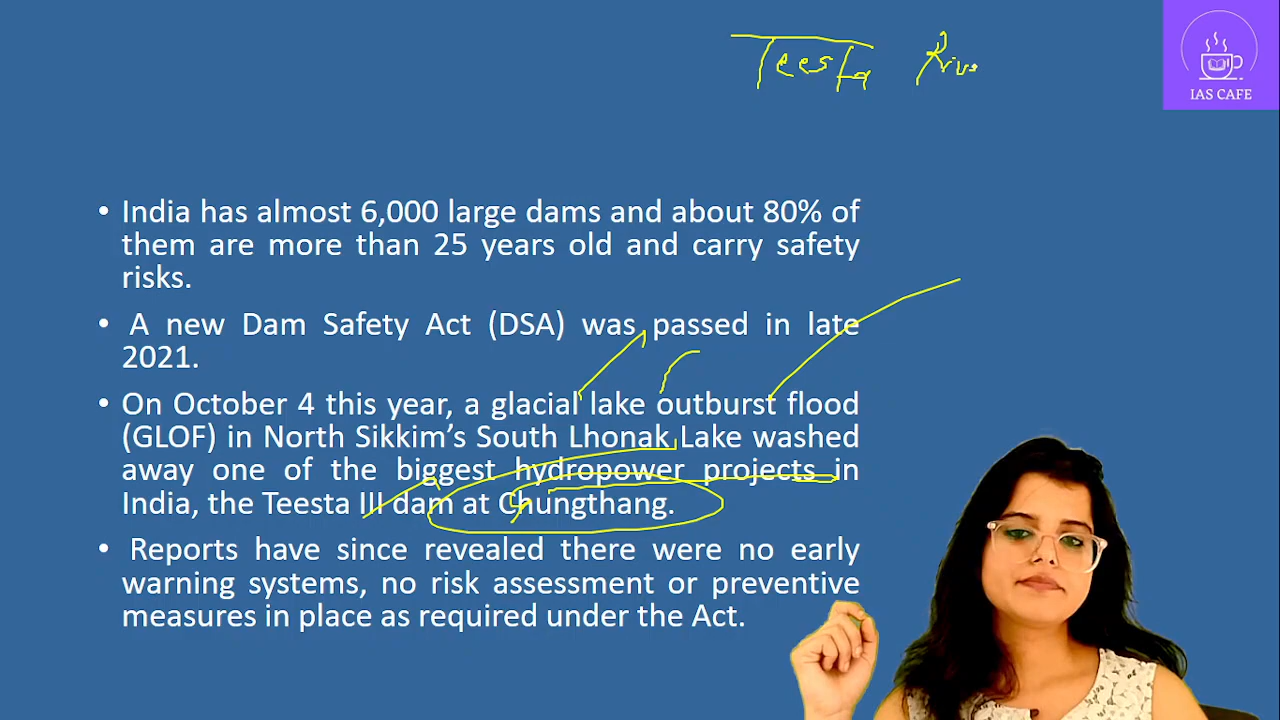 Teesta Riv
IAS CAFE
• India has almost 6,000 large dams and about 80% of
them are more than 25 years old and carry safety
risks.
• A new Dam Safety Act (DSA) was passed in late
2021.
• On October 4 this year, a glacial lake outburst flood
(GLOF) in North Sikkim’s South Lhonak Lake washed
away one of the biggest hydropower projects in
India, the Teesta III dam at Chungthang.
• Reports have since revealed there were no early
warning systems, no risk assessment or preventive
measures in place as required under the Act.